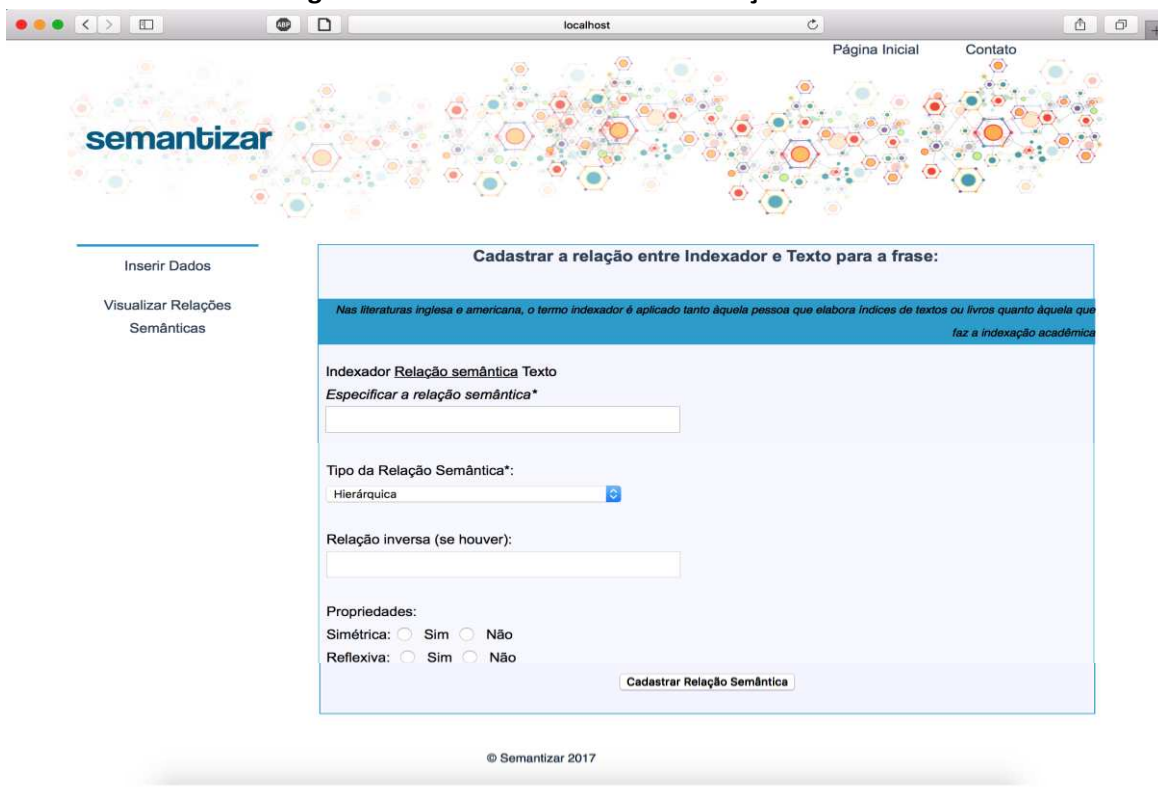 localhost
Página Inicial Contato
semantizar
Inserir Dados
Visualizar Relações
Semânticas
Cadastrar a relação entre Indexador e Texto para a frase:
Nas literaturas inglesa e americana, o termo indexador é aplicado tanto àquela pessoa que elabora índices de textos ou livros quanto àquela que
faz a indexação acadêmica
Indexador Relação semântica Texto
Especificar a relação semântica*
Tipo da Relação Semântica*:
Hierárquica
Relação inversa (se houver):
Propriedades:
Simétrica: Sim Não
Reflexiva: Sim Não
Cadastrar Relação Semântica
© Semantizar 2017